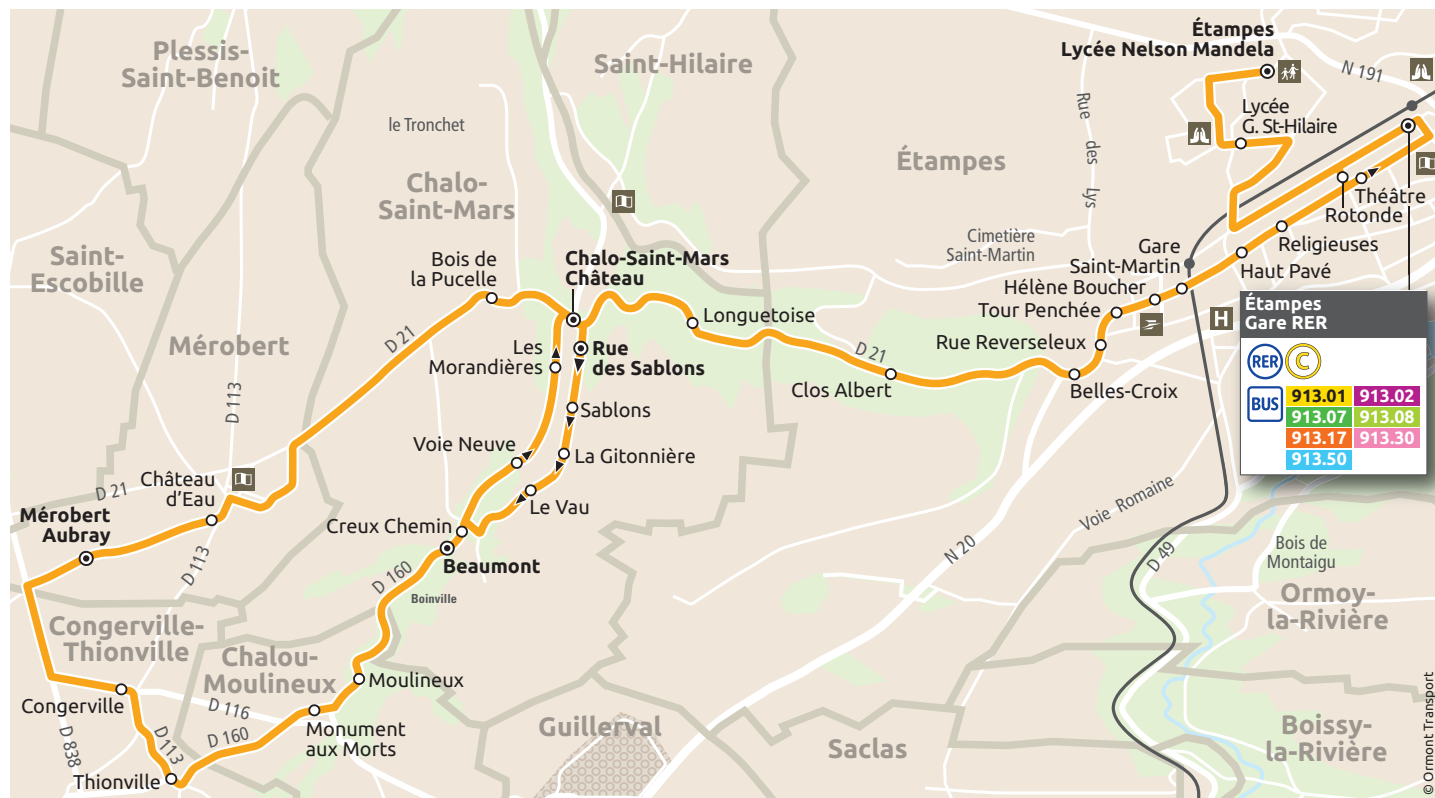 Plessis-
Saint-Benoit
Saint-Hilaire
Étampes
Lycée Nelson Mandela
N 191
Lycée
G. St-Hilaire
le Tronchet
Rue des Lys
Étampes
Chalo-
Saint-Mars
Théâtre
Rotonde
Religieuses
Haut Pavé
Cimetière
Saint-Martin
Gare
Saint-Martin
Hélène Boucher
Tour Penchée
Rue Reverseleux
Belles-Croix
Saint-
Escobille
Bois de
la Pucelle
Chalo-Saint-Mars
Château
Longuetoise
D 21
Clos Albert
H
Étampes
Gare RER
RER C
BUS
913.01 913.02
913.07 913.08
913.17 913.30
913.50
D 21
Mérobert
D 113
Les
Morandières
Rue
des Sablons
Sablons
Voie Neuve
La Gitonnière
Le Vau
Château
d'Eau
D 21
Mérobert
Aubray
D 113
Creux Chemin
Beaumont
D 160
Boinville
Voie Romaine
N 20
D 49
Bois de
Montaigu
Ormoy-
la-Rivière
Congerville-
Thionville
Chalou-
Moulineux
Moulineux
Congerville
D 116
D 838
D 113
D 160
Monument
aux Morts
Thionville
Guillerval
Saclas
Boissy-
la-Rivière
© Ormont Transport